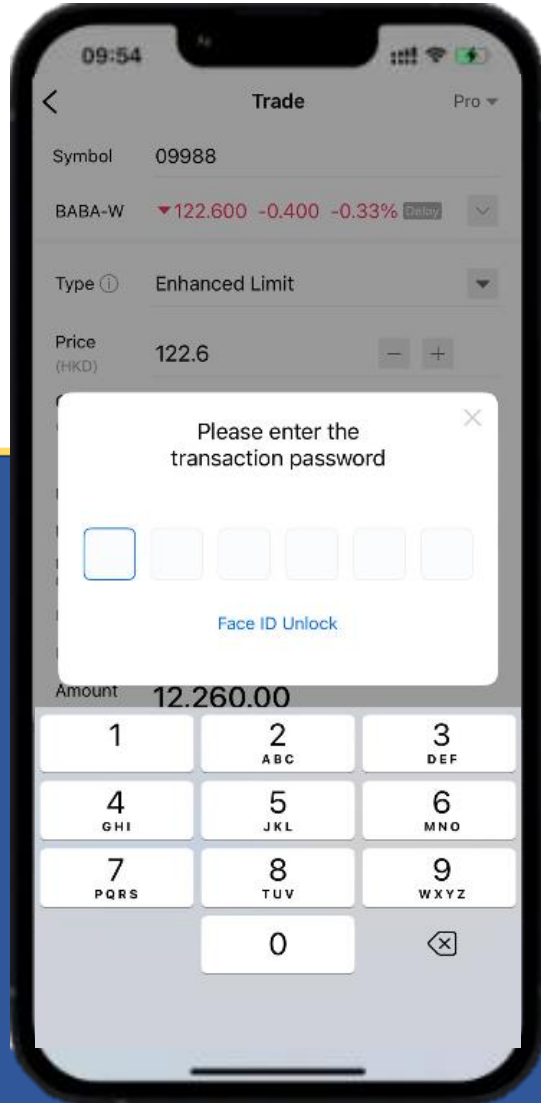 09:54
Trade Pro
Symbol 09988
BABA-W ▼122.600 -0.400 -0.33% Delay
Type ⓘ Enhanced Limit
Price 122.6 − +
(HKD)
Please enter the
transaction password
Face ID Unlock
Amount 12,260.00
1 2 3
ABC DEF
4 5 6
GHI JKL MNO
7 8 9
PQRS TUV WXYZ
0